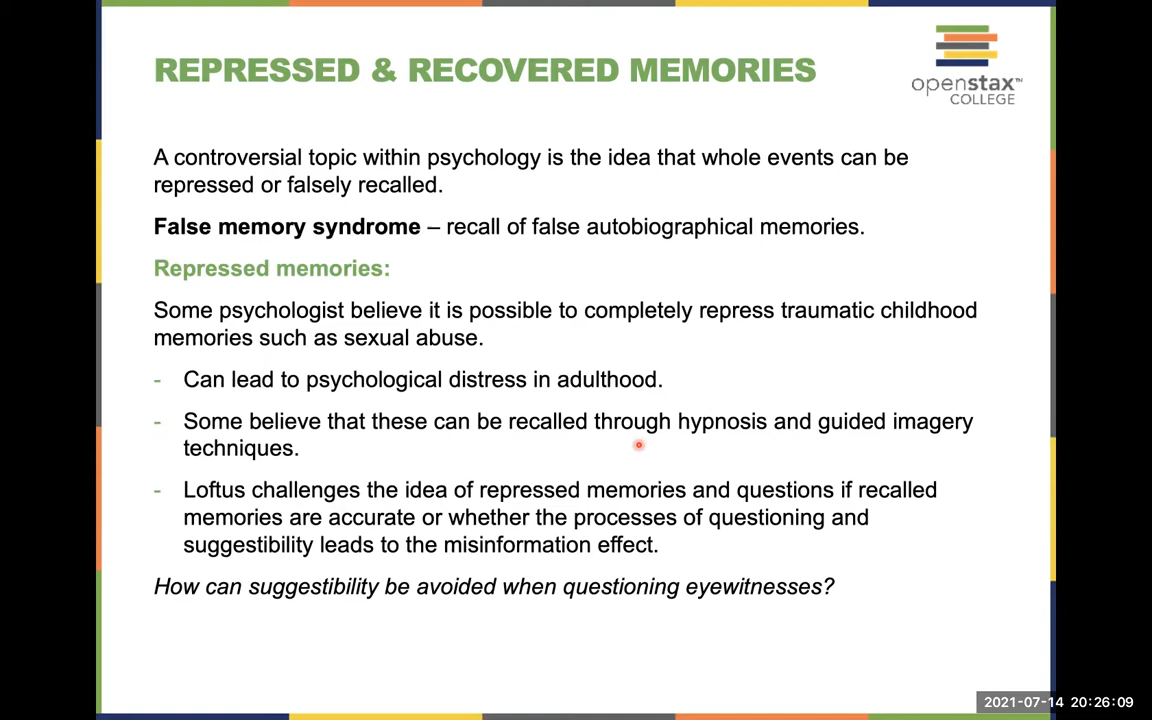 REPRESSED & RECOVERED MEMORIES
openstax™
COLLEGE
A controversial topic within psychology is the idea that whole events can be
repressed or falsely recalled.
False memory syndrome – recall of false autobiographical memories.
Repressed memories:
Some psychologist believe it is possible to completely repress traumatic childhood
memories such as sexual abuse.
- Can lead to psychological distress in adulthood.
- Some believe that these can be recalled through hypnosis and guided imagery
techniques.
- Loftus challenges the idea of repressed memories and questions if recalled
memories are accurate or whether the processes of questioning and
suggestibility leads to the misinformation effect.
How can suggestibility be avoided when questioning eyewitnesses?
2021-07-14 20:26:09